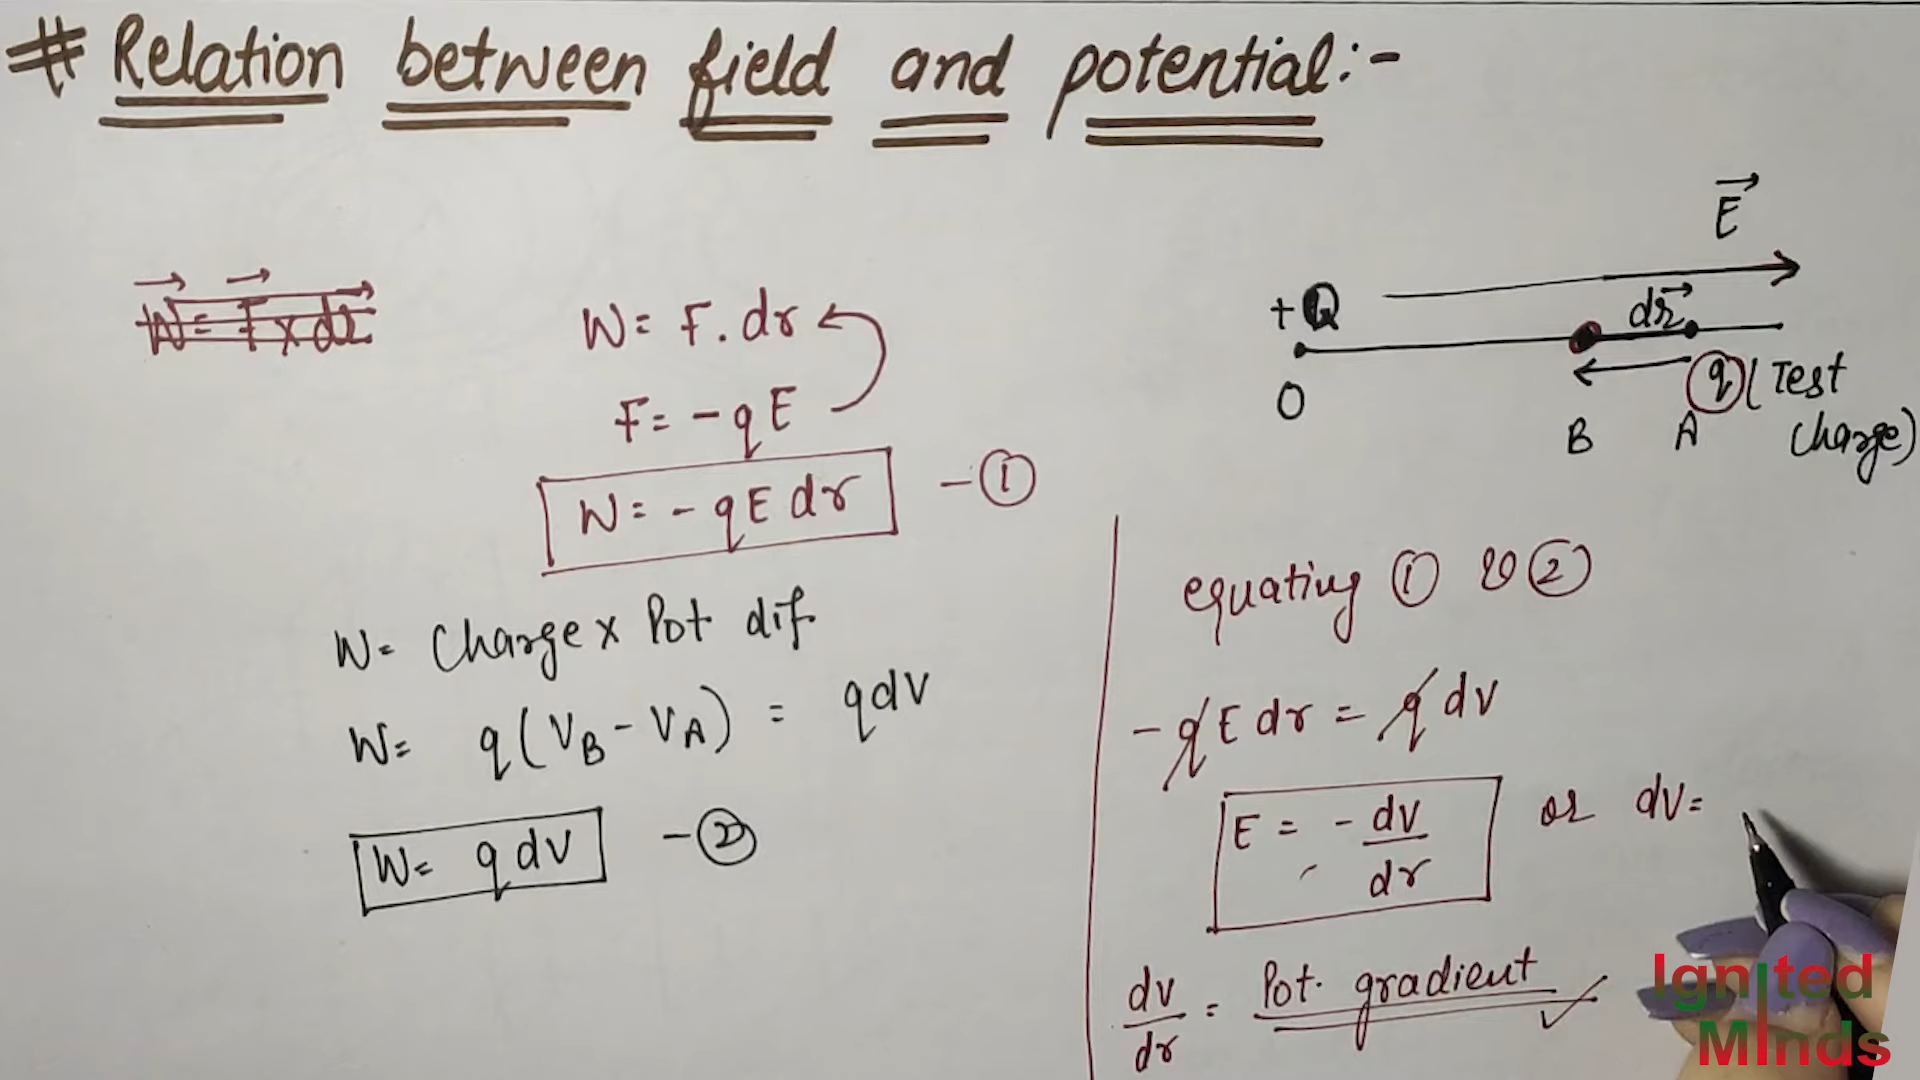 # Relation between field and potential:-
W = F x dr
W = F. dr
F = - qE
W = - qE dr - ①
W = Charge x Pot dif.
W = q(VB - VA) = qdV
W = q dV - ②
E
+Q
dr
O
B
A
q (Test charge)
equating ① & ②
- qE dr = q dv
E = - dv/dr or dv =
dv/dr = Pot. gradient ✓
Ignited
Minds